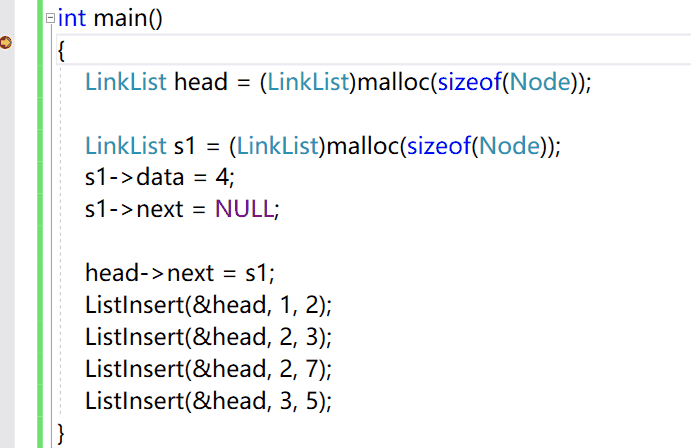 int main()
{
LinkList head = (LinkList)malloc(sizeof(Node));
LinkList s1 = (LinkList)malloc(sizeof(Node));
s1->data = 4;
s1->next = NULL;
head->next = s1;
ListInsert(&head, 1, 2);
ListInsert(&head, 2, 3);
ListInsert(&head, 2, 7);
ListInsert(&head, 3, 5);
}